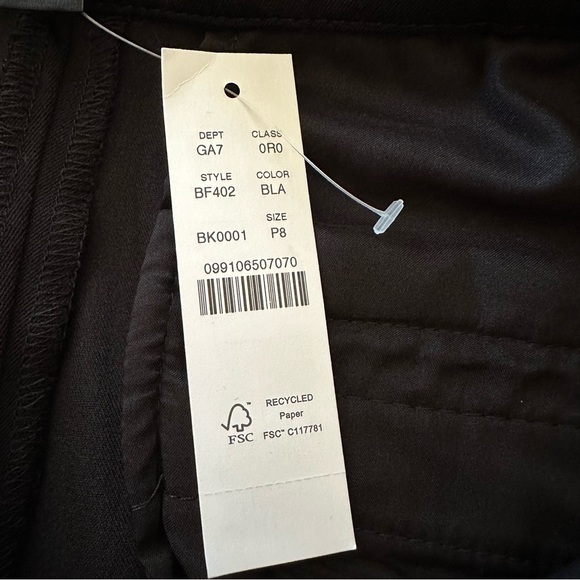 DEPT CLASS
GA7 0R0
STYLE COLOR
BF402 BLA
SIZE
BK0001 P8
099106507070
RECYCLED
Paper
FSC™ C117781
FSC